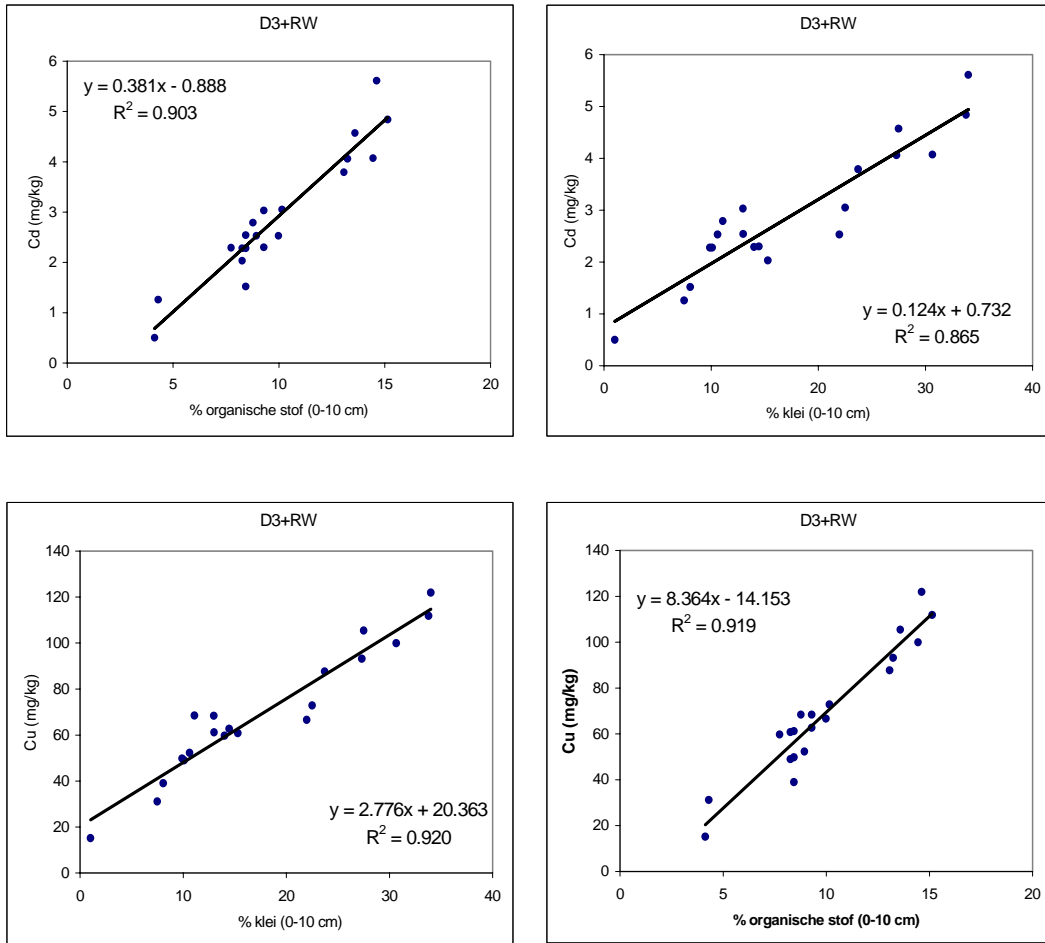 D3+RW
6
5
4
3
2
1
0
0 5 10 15 20
Cd (mg/kg)
% organische stof (0-10 cm)
y = 0.381x - 0.888
R² = 0.903
D3+RW
6
5
4
3
2
1
0
0 10 20 30 40
Cd (mg/kg)
% klei (0-10 cm)
y = 0.124x + 0.732
R² = 0.865
D3+RW
140
120
100
80
60
40
20
0
0 10 20 30 40
Cu (mg/kg)
% klei (0-10 cm)
y = 2.776x + 20.363
R² = 0.920
D3+RW
140
120
100
80
60
40
20
0
0 5 10 15 20
Cu (mg/kg)
% organische stof (0-10 cm)
y = 8.364x - 14.153
R² = 0.919